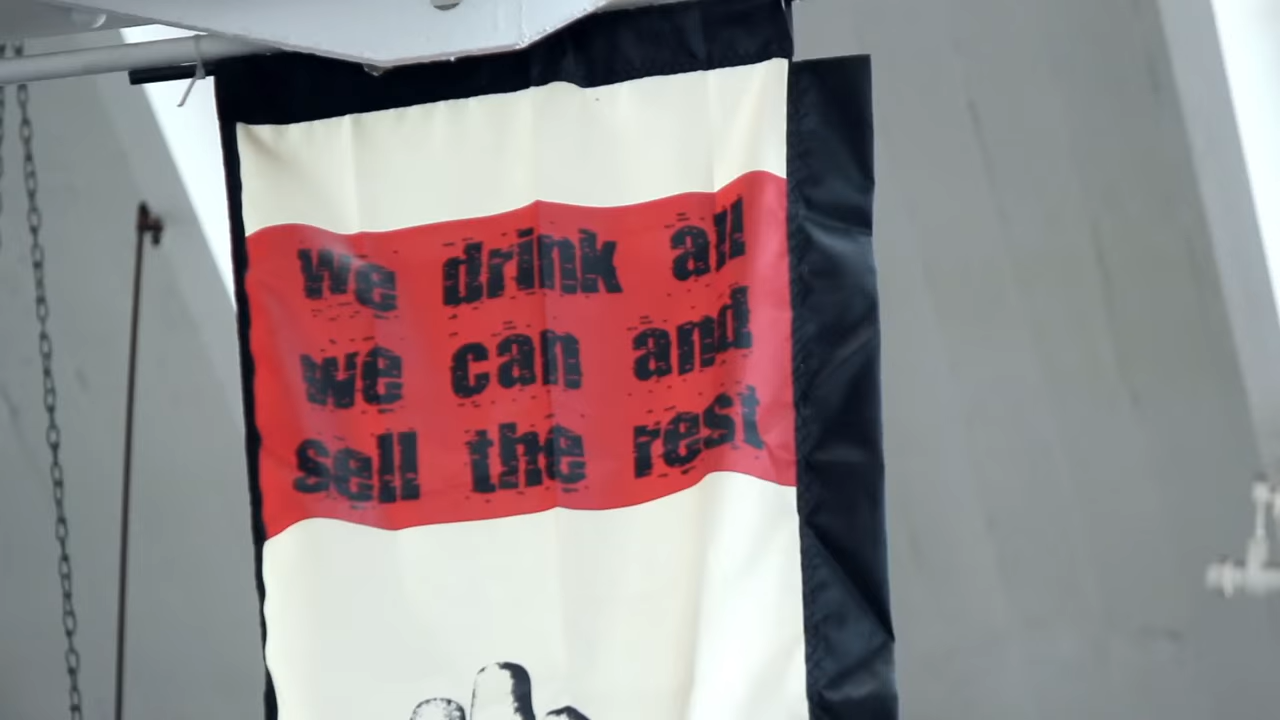 we drink all
we can and
sell the rest